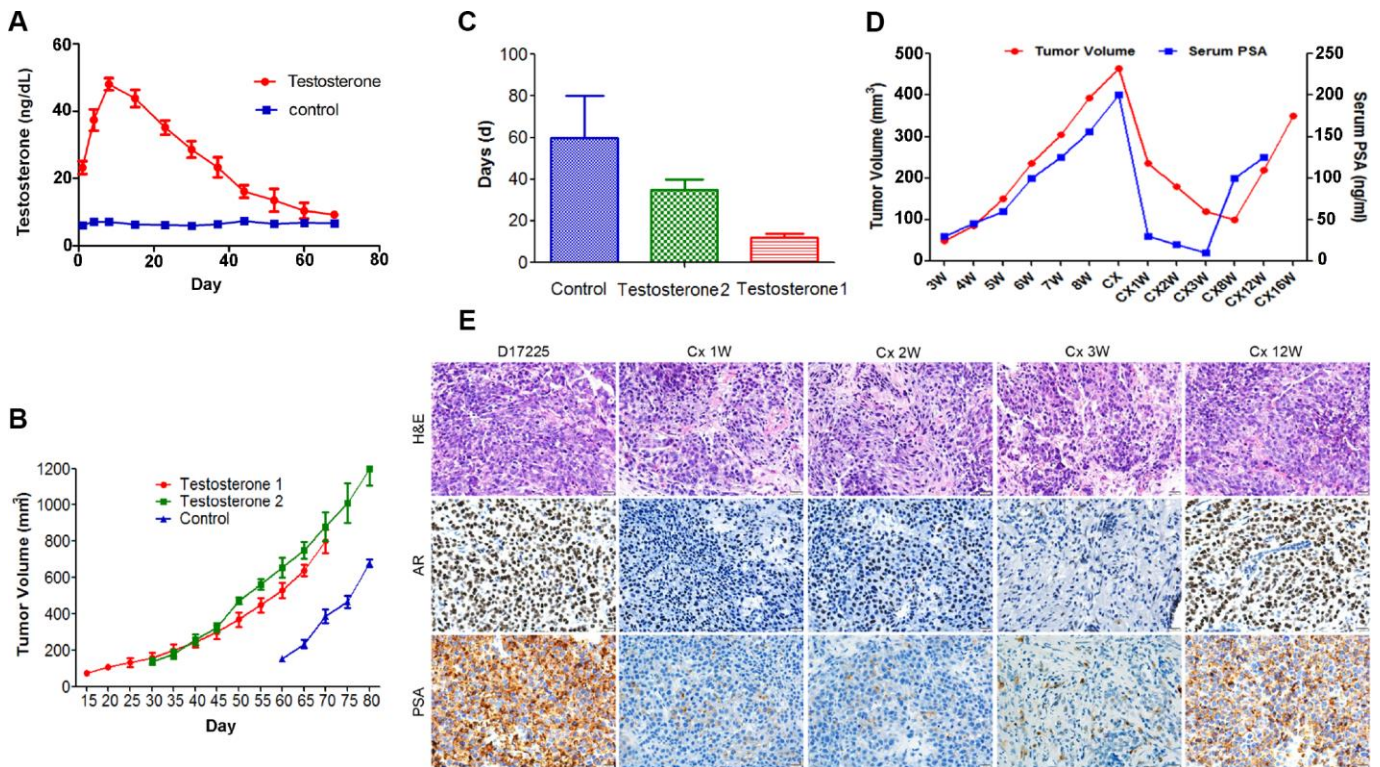 A
60
40
20
0
Testosterone (ng/dL)
Testosterone
control
0 20 40 60 80
Day
B
1200
1000
800
600
400
200
0
Tumor Volume (mm³)
Testosterone 1
Testosterone 2
Control
15 20 25 30 35 40 45 50 55 60 65 70 75 80
Day
C
100
80
60
40
20
0
Days (d)
Control Testosterone2 Testosterone1
D
Tumor Volume Serum PSA
500
400
300
200
100
0
Tumor Volume (mm³)
250
200
150
100
50
0
Serum PSA (ng/ml)
3W 4W 5W 6W 7W 8W CX CX1W CX2W CX3W CX8W CX12W CX16W
E
D17225 Cx 1W Cx 2W Cx 3W Cx 12W
H&E
AR
PSA